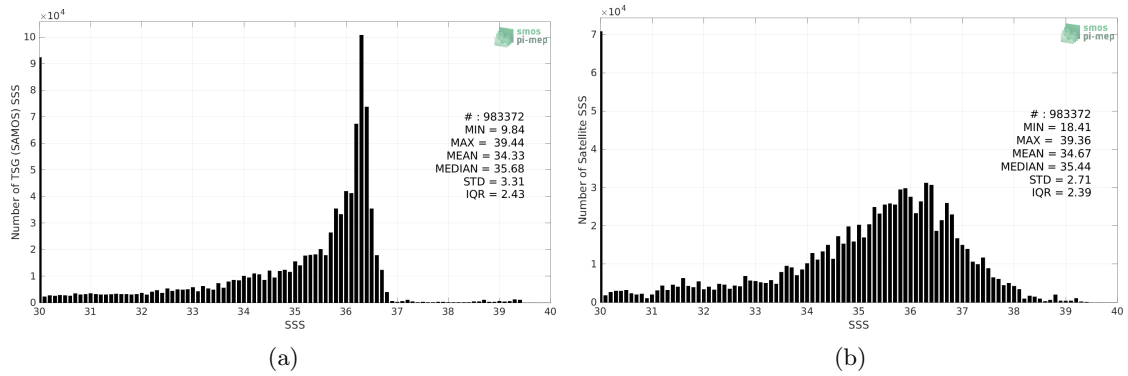 ×10⁴
10
9
8
7
6
5
4
3
2
1
0
Number of TSG (SAMOS) SSS
30 31 32 33 34 35 36 37 38 39 40
SSS
smos
pi-mep
# : 983372
MIN = 9.84
MAX = 39.44
MEAN = 34.33
MEDIAN = 35.68
STD = 3.31
IQR = 2.43
(a)
×10⁴
7
6
5
4
3
2
1
0
Number of Satellite SSS
30 31 32 33 34 35 36 37 38 39 40
SSS
smos
pi-mep
# : 983372
MIN = 18.41
MAX = 39.36
MEAN = 34.67
MEDIAN = 35.44
STD = 2.71
IQR = 2.39
(b)